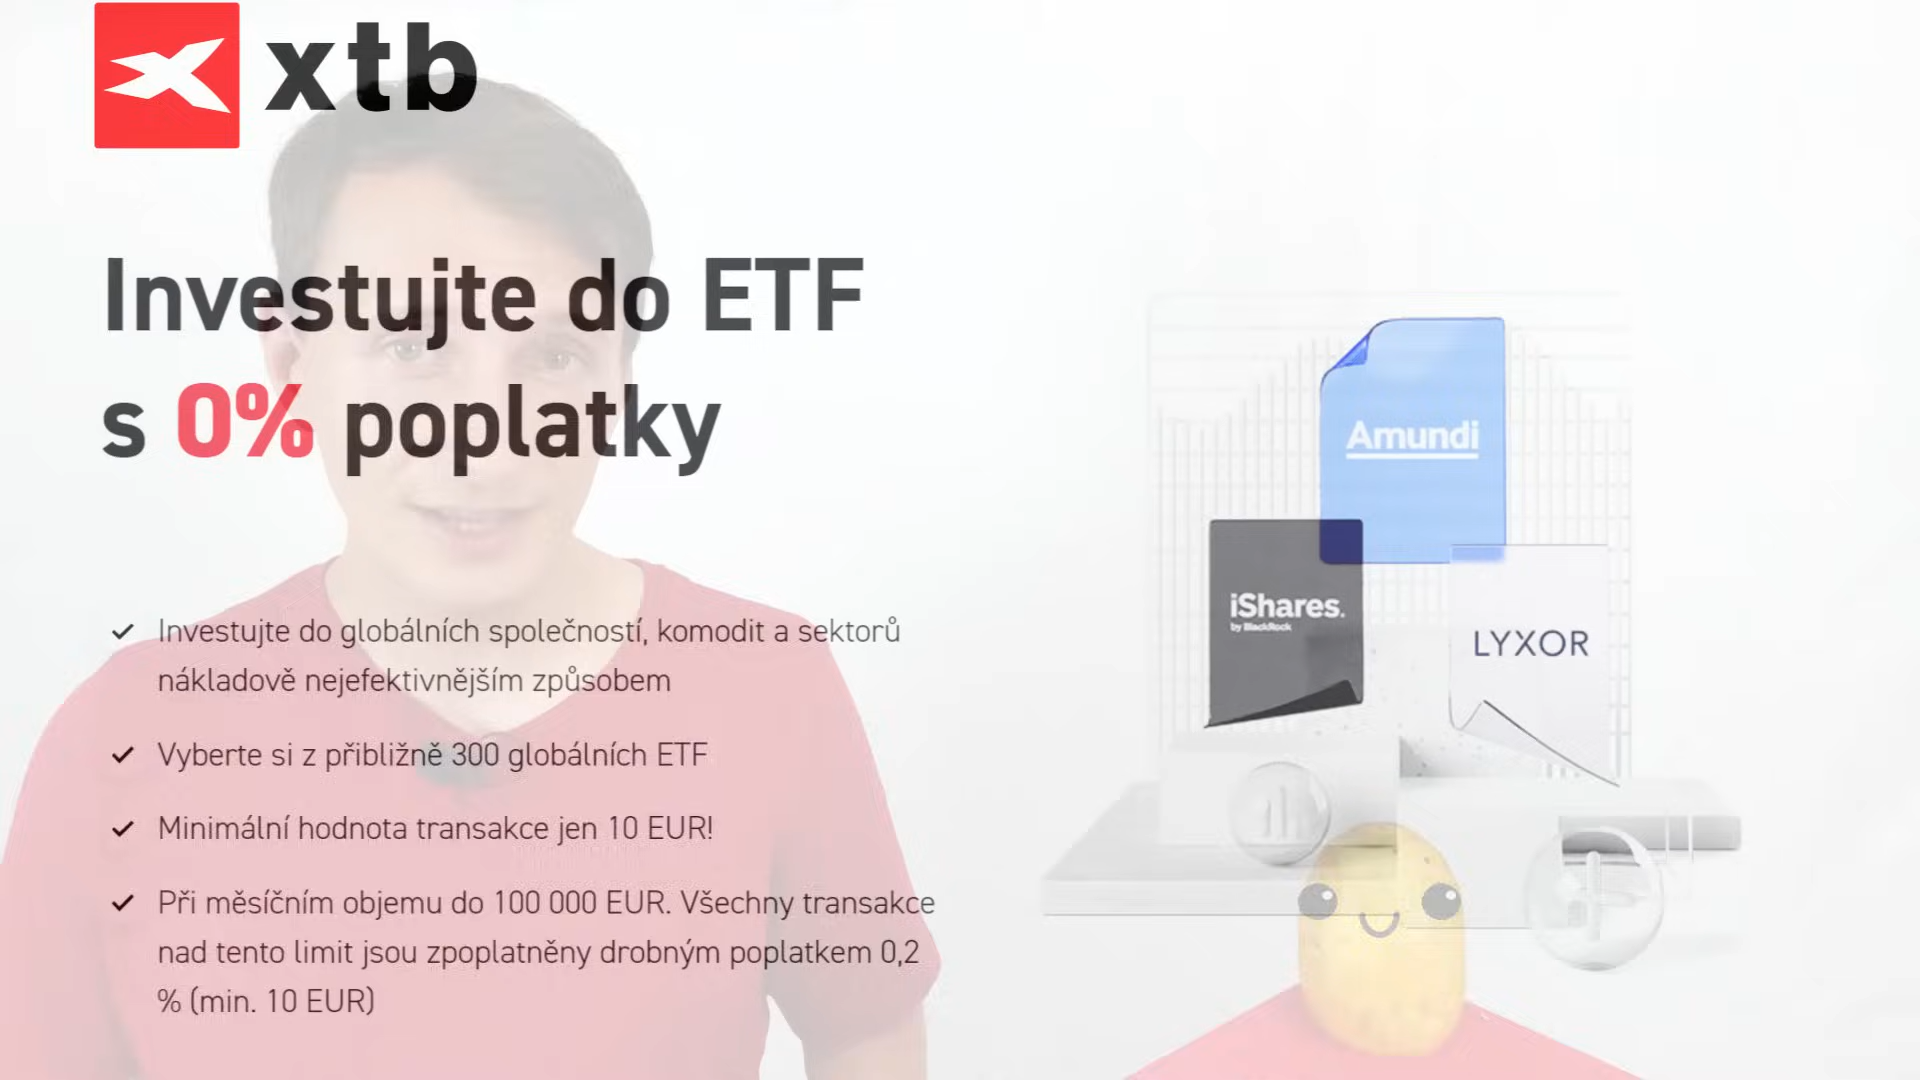 xtb
Investujte do ETF
s 0% poplatky
Investujte do globálních společností, komodit a sektorů
nákladově nejefektivnějším způsobem
Vyberte si z přibližně 300 globálních ETF
Minimální hodnota transakce jen 10 EUR!
Při měsíčním objemu do 100 000 EUR. Všechny transakce
nad tento limit jsou zpoplatněny drobným poplatkem 0,2
% (min. 10 EUR)
Amundi
iShares.
by BlackRock
LYXOR